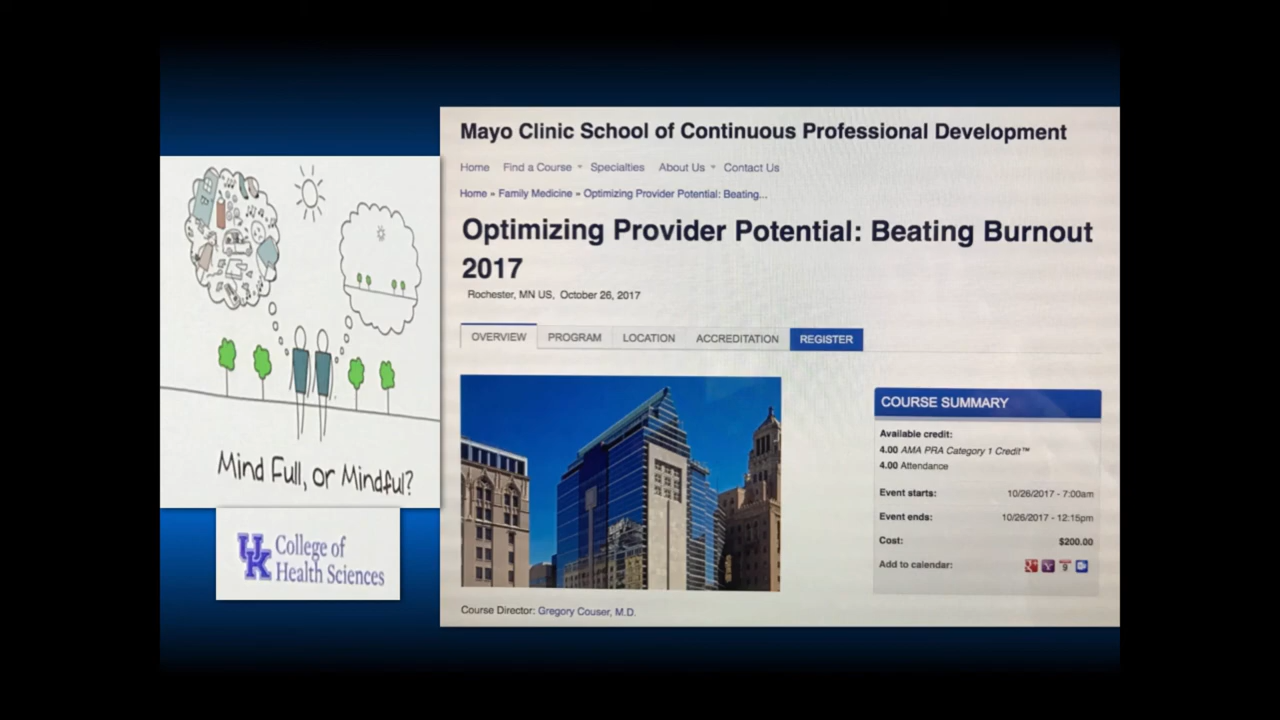 Mind Full, or Mindful?
UK College of
Health Sciences
Mayo Clinic School of Continuous Professional Development
Home Find a Course Specialties About Us Contact Us
Home » Family Medicine » Optimizing Provider Potential: Beating...
Optimizing Provider Potential: Beating Burnout
2017
Rochester, MN US, October 26, 2017
OVERVIEW PROGRAM LOCATION ACCREDITATION REGISTER
COURSE SUMMARY
Available credit:
4.00 AMA PRA Category 1 Credit™
4.00 Attendance
Event starts: 10/26/2017 - 7:00am
Event ends: 10/26/2017 - 12:15pm
Cost: $200.00
Add to calendar:
Course Director: Gregory Couser, M.D.